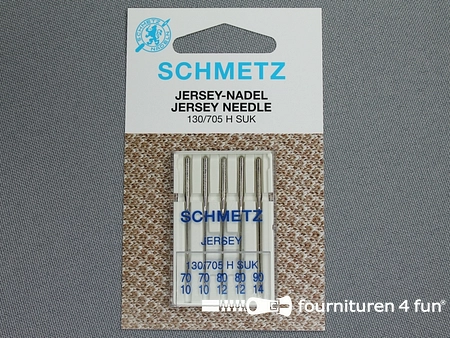 SCHMETZ
JERSEY-NADEL
JERSEY NEEDLE
130/705 H SUK
SCHMETZ
JERSEY
130/705 H SUK
70 70 80 80 90
10 10 12 12 14
fournituren 4 fun®